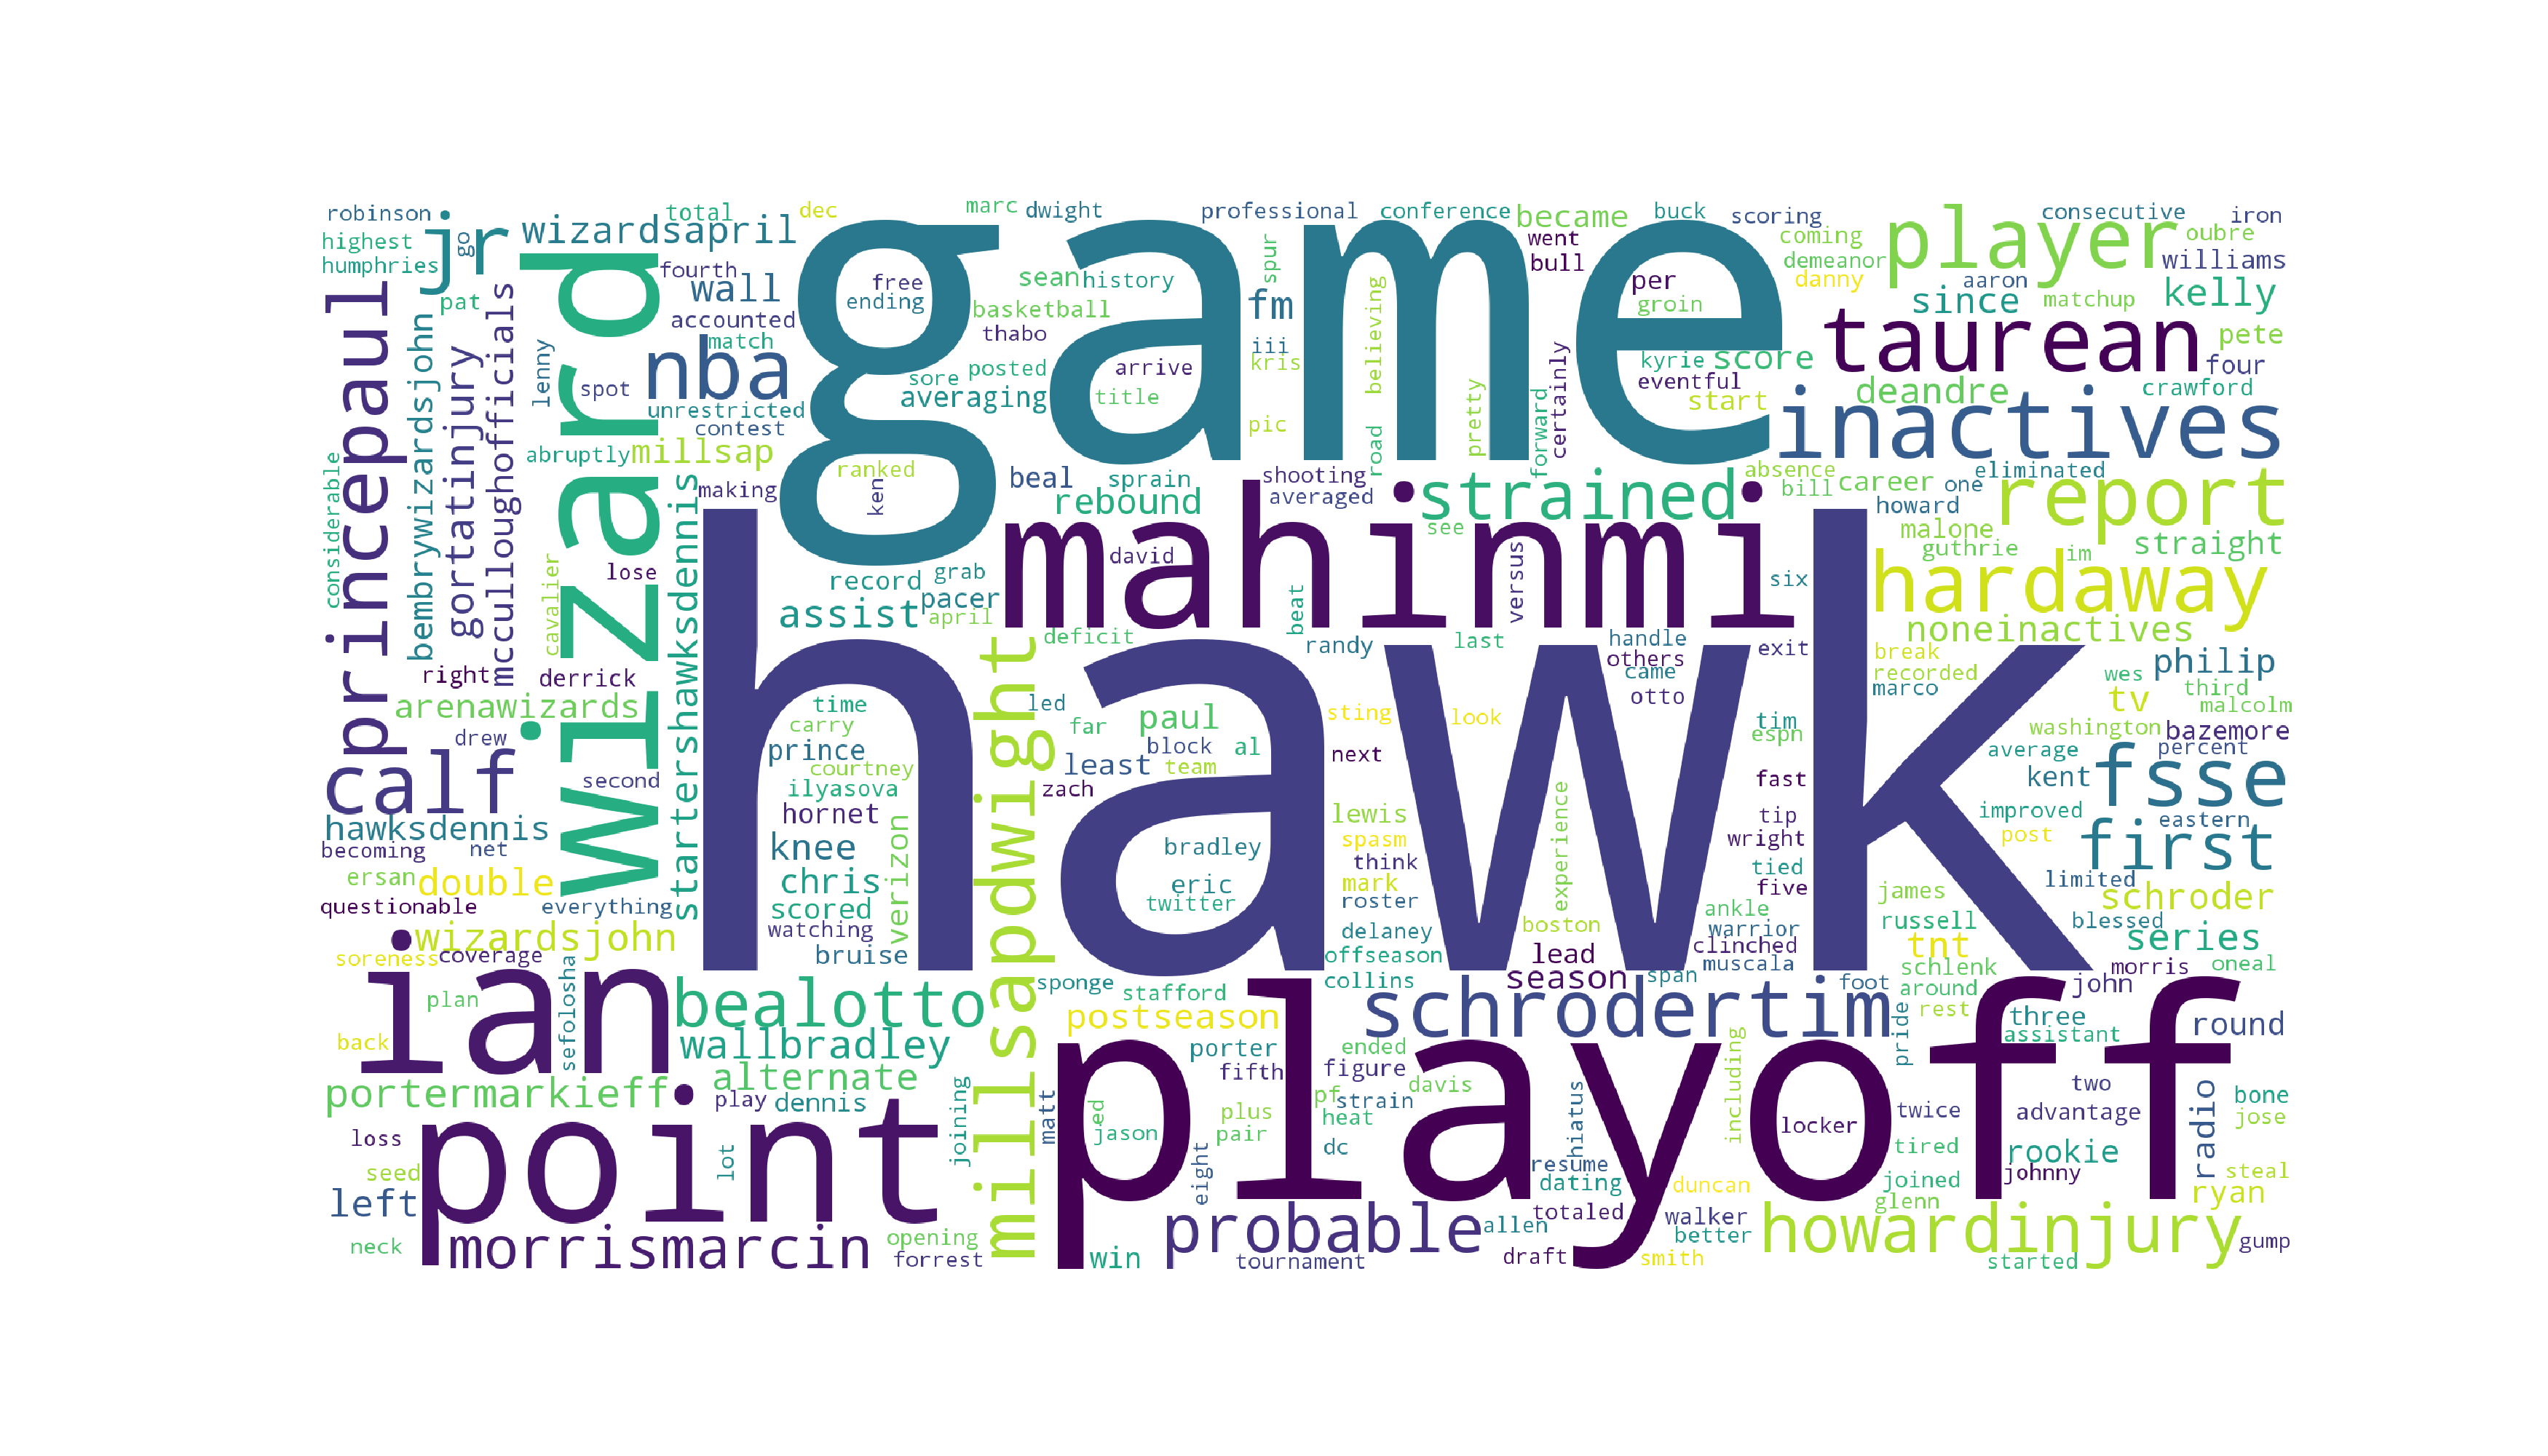 hawk
game
playoff
wizard
point
mahinmi
ian
princepaul
jr
wizardsapril
player
taurean
inactives
report
hardaway
strained
nba
wall
calf
fsse
first
millsapdwight
schrodertim
probable
howardinjury
morrismarcin
bealotto
wallbradley
alternate
portermarkieff
wizardsjohn
double
hawksdennis
arenawizards
startershawksdennis
bembrywizardsjohn
gortatinjury
mcculloughofficials
noneinactives
philip
tv
bazemore
kent
schroder
series
tnt
round
radio
rookie
ryan
left
win
season
lead
postseason
knee
chris
scored
verizon
bruise
hornet
prince
ilyasova
courtney
carry
time
assist
record
rebound
beal
sprain
millsap
averaging
fm
became
since
kelly
deandre
score
start
straight
career
robinson
highest
humphries
go
pat
total
dec
marc
dwight
professional
conference
buck
scoring
consecutive
iron
oubre
williams
coming
demeanor
danny
aaron
matchup
pete
four
crawford
went
bull
per
groin
kyrie
eventful
certainly
forward
pretty
believing
road
spur
iii
kris
pic
sean
history
basketball
thabo
arrive
posted
sore
title
free
ending
fourth
accounted
match
spot
lenny
unrestricted
contest
abruptly
ranked
ken
making
considerable
lose
cavalier
right
derrick
drew
second
shooting
averaged
see
david
grab
pacer
april
deficit
beat
versus
randy
last
handle
others
came
otto
exit
six
absence
bill
one
eliminated
howard
malone
guthrie
im
break
recorded
marco
wes
third
malcolm
washington
percent
average
improved
eastern
post
limited
blessed
james
russell
schlenk
around
rest
morris
john
oneal
three
assistant
two
advantage
bone
jose
steal
gump
started
johnny
joined
glenn
tired
twice
locker
pride
foot
muscala
clinched
warrior
ankle
five
tied
wright
tip
fast
espn
tim
led
far
paul
block
al
team
least
zach
sting
look
next
lewis
spasm
think
mark
roster
delaney
offseason
collins
bradley
eric
twitter
experience
boston
span
becoming
net
ersan
questionable
everything
watching
soreness
coverage
plan
back
sefolosha
play
dennis
loss
seed
lot
joining
neck
opening
forrest
sponge
stafford
porter
fifth
ended
figure
davis
pf
strain
heat
plus
pair
dc
ed
jason
matt
eight
including
hiatus
resume
dating
totaled
allen
draft
tournament
duncan
walker
better
smith